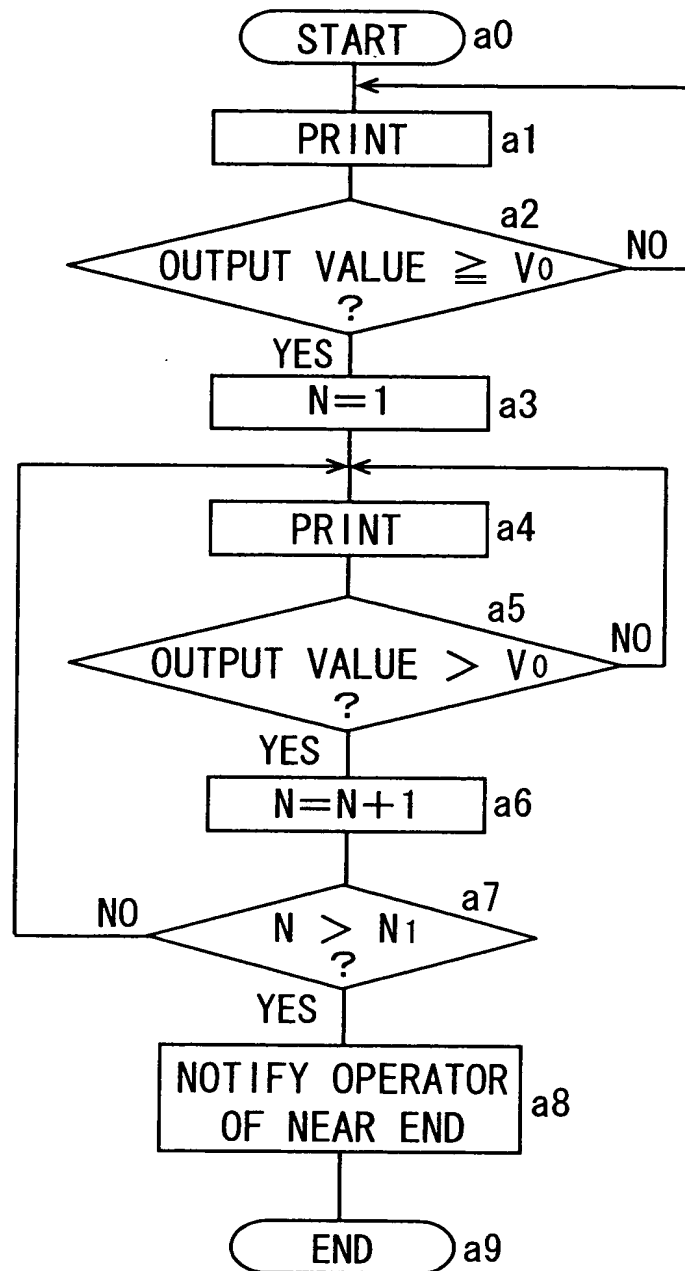 START a0
PRINT a1
a2
OUTPUT VALUE ≧ V0 NO
?
YES
N=1 a3
PRINT a4
a5
OUTPUT VALUE > V0 NO
?
YES
N=N+1 a6
a7
NO N > N1
?
YES
NOTIFY OPERATOR
OF NEAR END a8
END a9